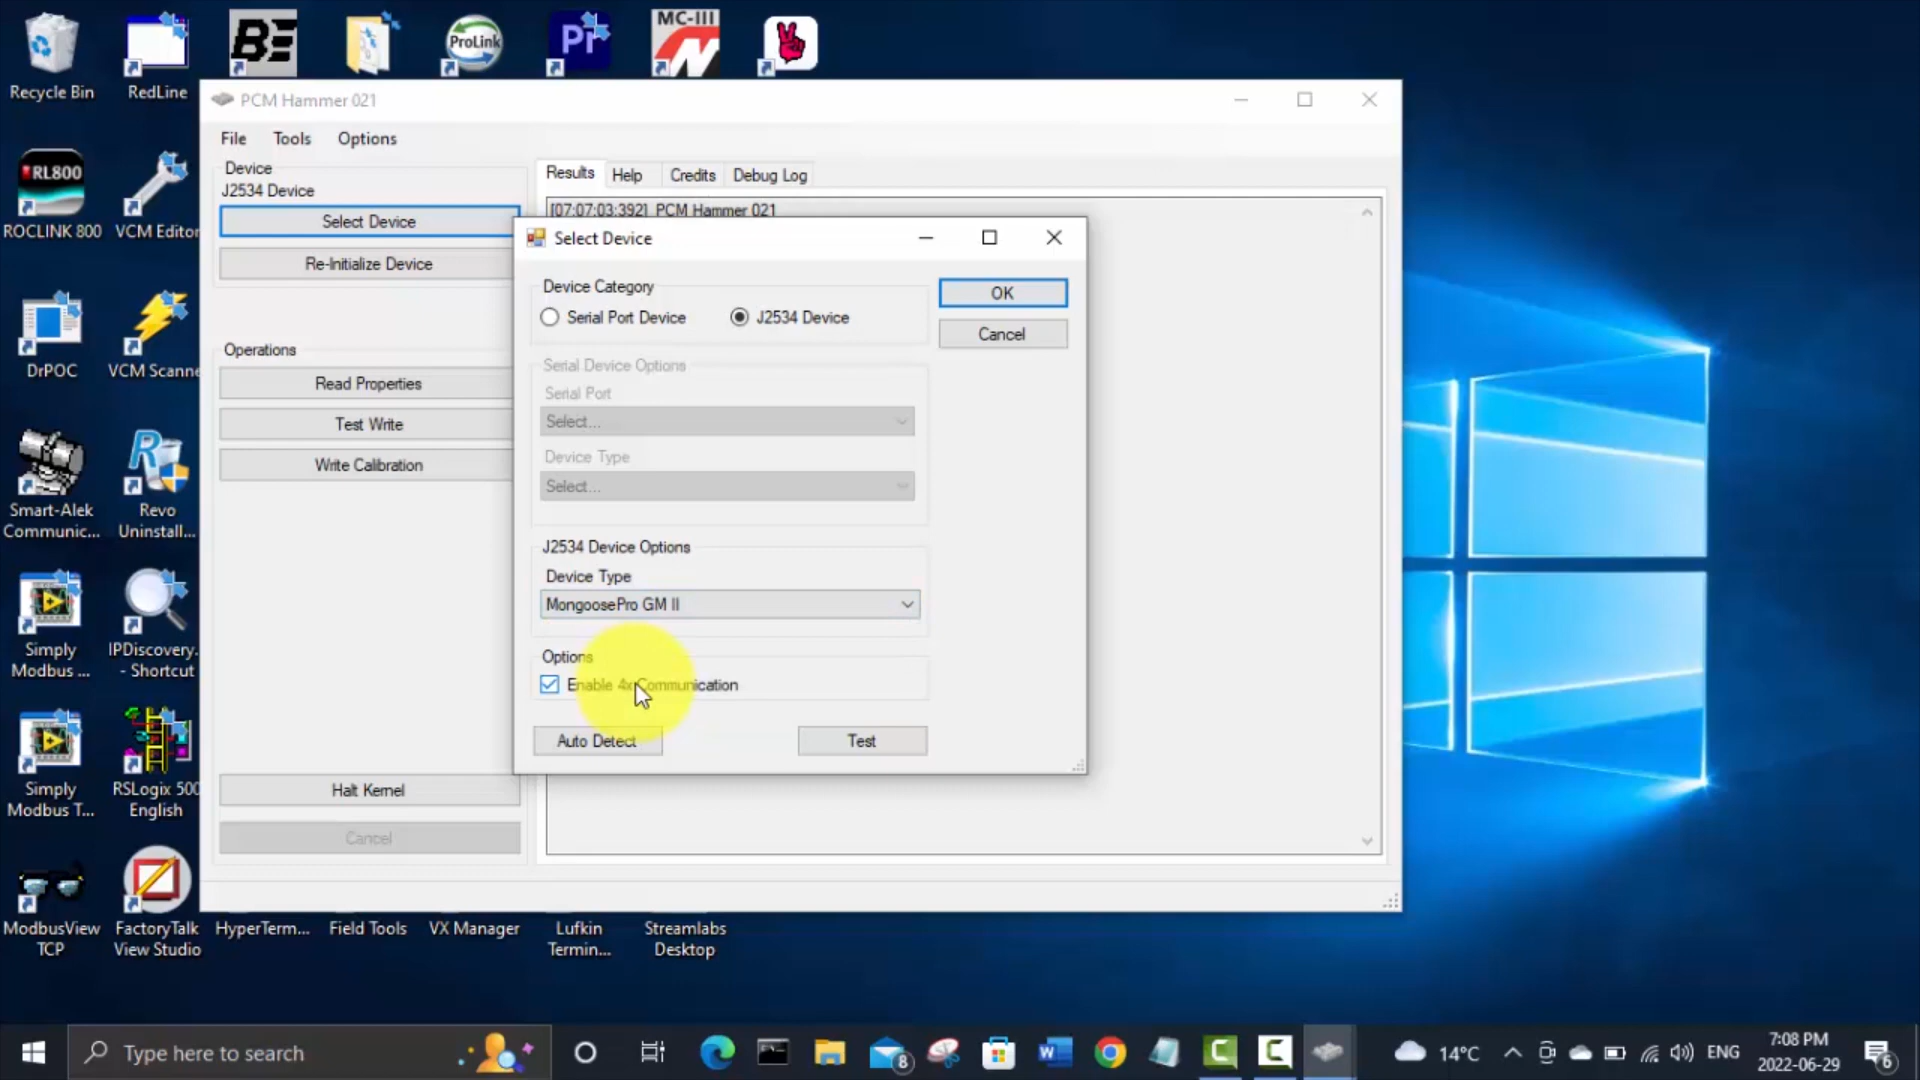 Recycle Bin
RedLine
BE
ProLink
Pr
MC-III
PCM Hammer 021
File Tools Options
Device
J2534 Device
Select Device
Re-Initialize Device
Operations
Read Properties
Test Write
Write Calibration
Halt Kernel
Cancel
Results Help Credits Debug Log
[07:07:03:392] PCM Hammer 021
Select Device
Device Category
Serial Port Device
J2534 Device
OK
Cancel
Serial Device Options
Serial Port
Select...
Device Type
Select...
J2534 Device Options
Device Type
MongoosePro GM II
Options
Enable 4x Communication
Auto Detect
Test
RL800
ROCLINK 800
VCM Editor
DrPOC
VCM Scanne
Smart-Alek
Communic...
Revo
Uninstall...
Simply
Modbus ...
IPDiscovery.
- Shortcut
Simply
Modbus T...
RSLogix 500
English
ModbusView
TCP
FactoryTalk
View Studio
HyperTerm...
Field Tools
VX Manager
Lufkin
Termin...
Streamlabs
Desktop
Type here to search
8
14°C
ENG
7:08 PM
2022-06-29
6